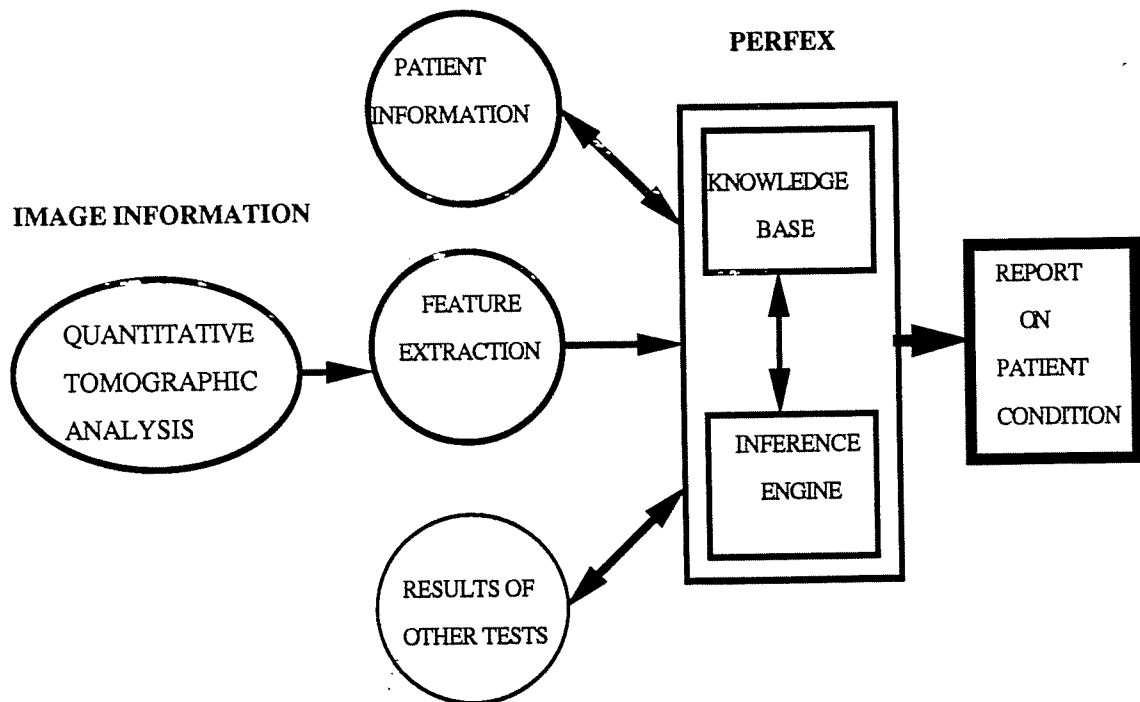 PERFEX
PATIENT
INFORMATION
KNOWLEDGE
BASE
IMAGE INFORMATION
QUANTITATIVE
TOMOGRAPHIC
ANALYSIS
FEATURE
EXTRACTION
REPORT
ON
PATIENT
CONDITION
INFERENCE
ENGINE
RESULTS OF
OTHER TESTS